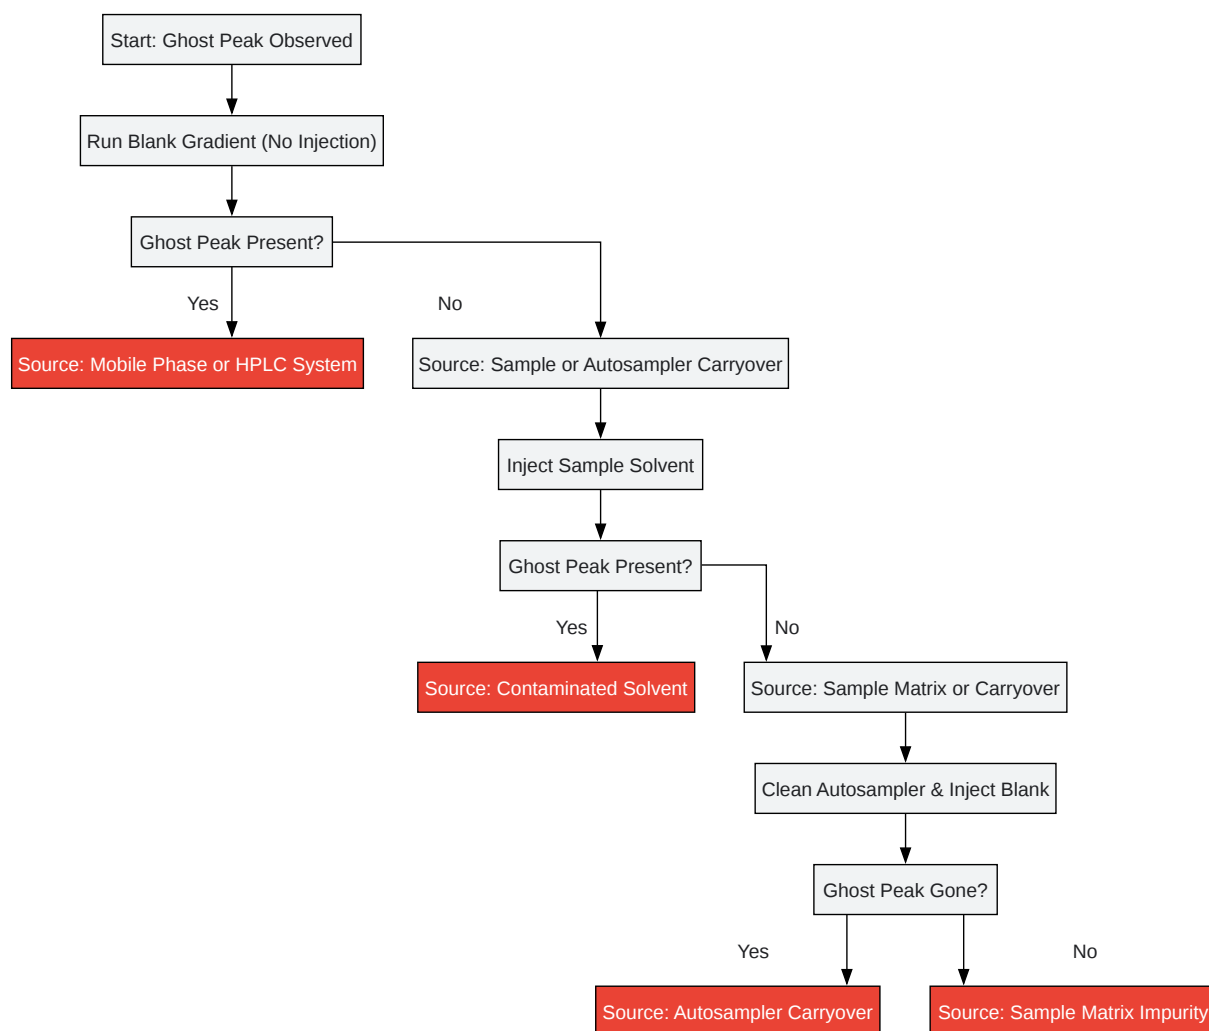 Start: Ghost Peak Observed
Run Blank Gradient (No Injection)
Ghost Peak Present?
Yes
No
Source: Mobile Phase or HPLC System
Source: Sample or Autosampler Carryover
Inject Sample Solvent
Ghost Peak Present?
Yes
No
Source: Contaminated Solvent
Source: Sample Matrix or Carryover
Clean Autosampler & Inject Blank
Ghost Peak Gone?
Yes
No
Source: Autosampler Carryover
Source: Sample Matrix Impurity